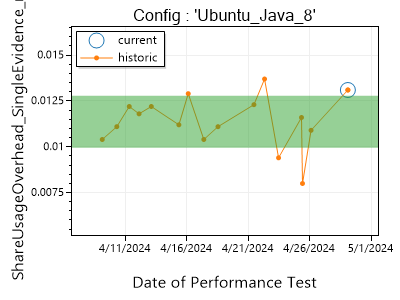 Config : 'Ubuntu_Java_8'
current
historic
0.015
0.0125
0.01
0.0075
ShareUsageOverhead_SingleEvidence_
4/11/2024
4/16/2024
4/21/2024
4/26/2024
5/1/2024
Date of Performance Test